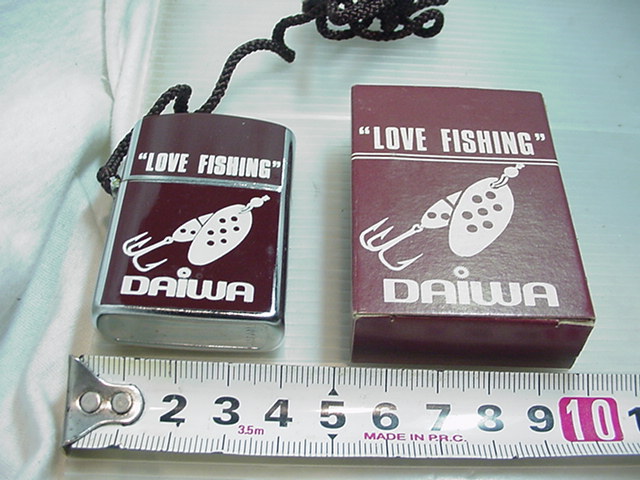 "LOVE FISHING"
DAIWA
"LOVE FISHING"
DAIWA
2 3 4 5 6 7 8 9 10 1
3.5m
MADE IN P.R.C.